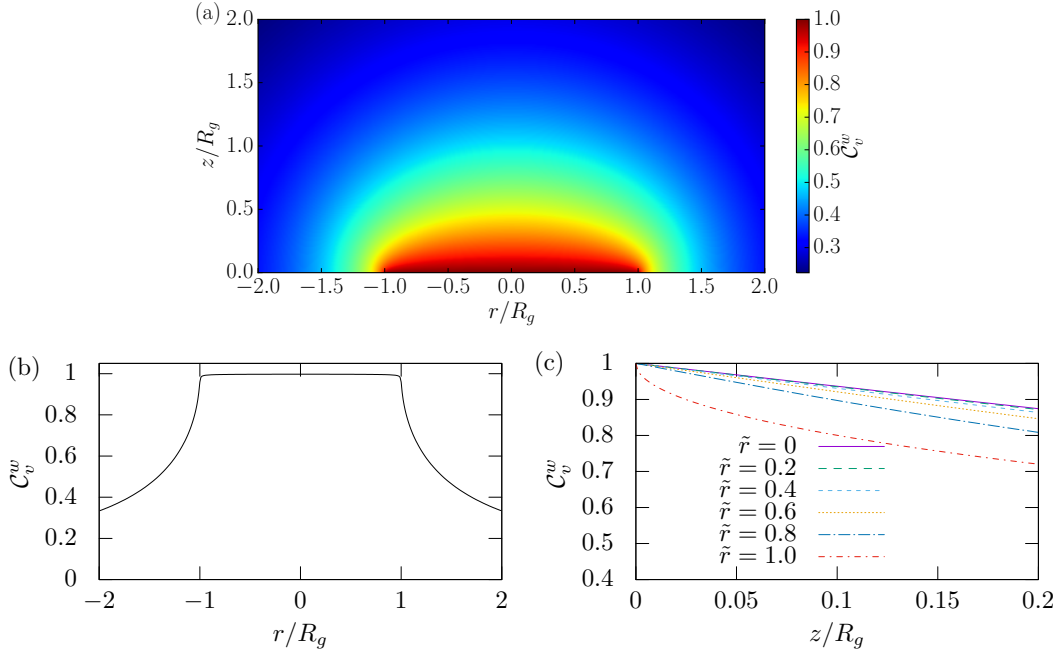 (a)
2.0
1.5
1.0
0.5
0.0
z/R_g
−2.0 −1.5 −1.0 −0.5 0.0 0.5 1.0 1.5 2.0
r/R_g
1.0
0.9
0.8
0.7
0.6
0.5
0.4
0.3
𝒞_v^w
(b)
1
0.8
0.6
0.4
0.2
0
𝒞_v^w
−2 −1 0 1 2
r/R_g
(c)
1
0.9
0.8
0.7
0.6
0.5
0.4
𝒞_v^w
r̃ = 0
r̃ = 0.2
r̃ = 0.4
r̃ = 0.6
r̃ = 0.8
r̃ = 1.0
0 0.05 0.1 0.15 0.2
z/R_g